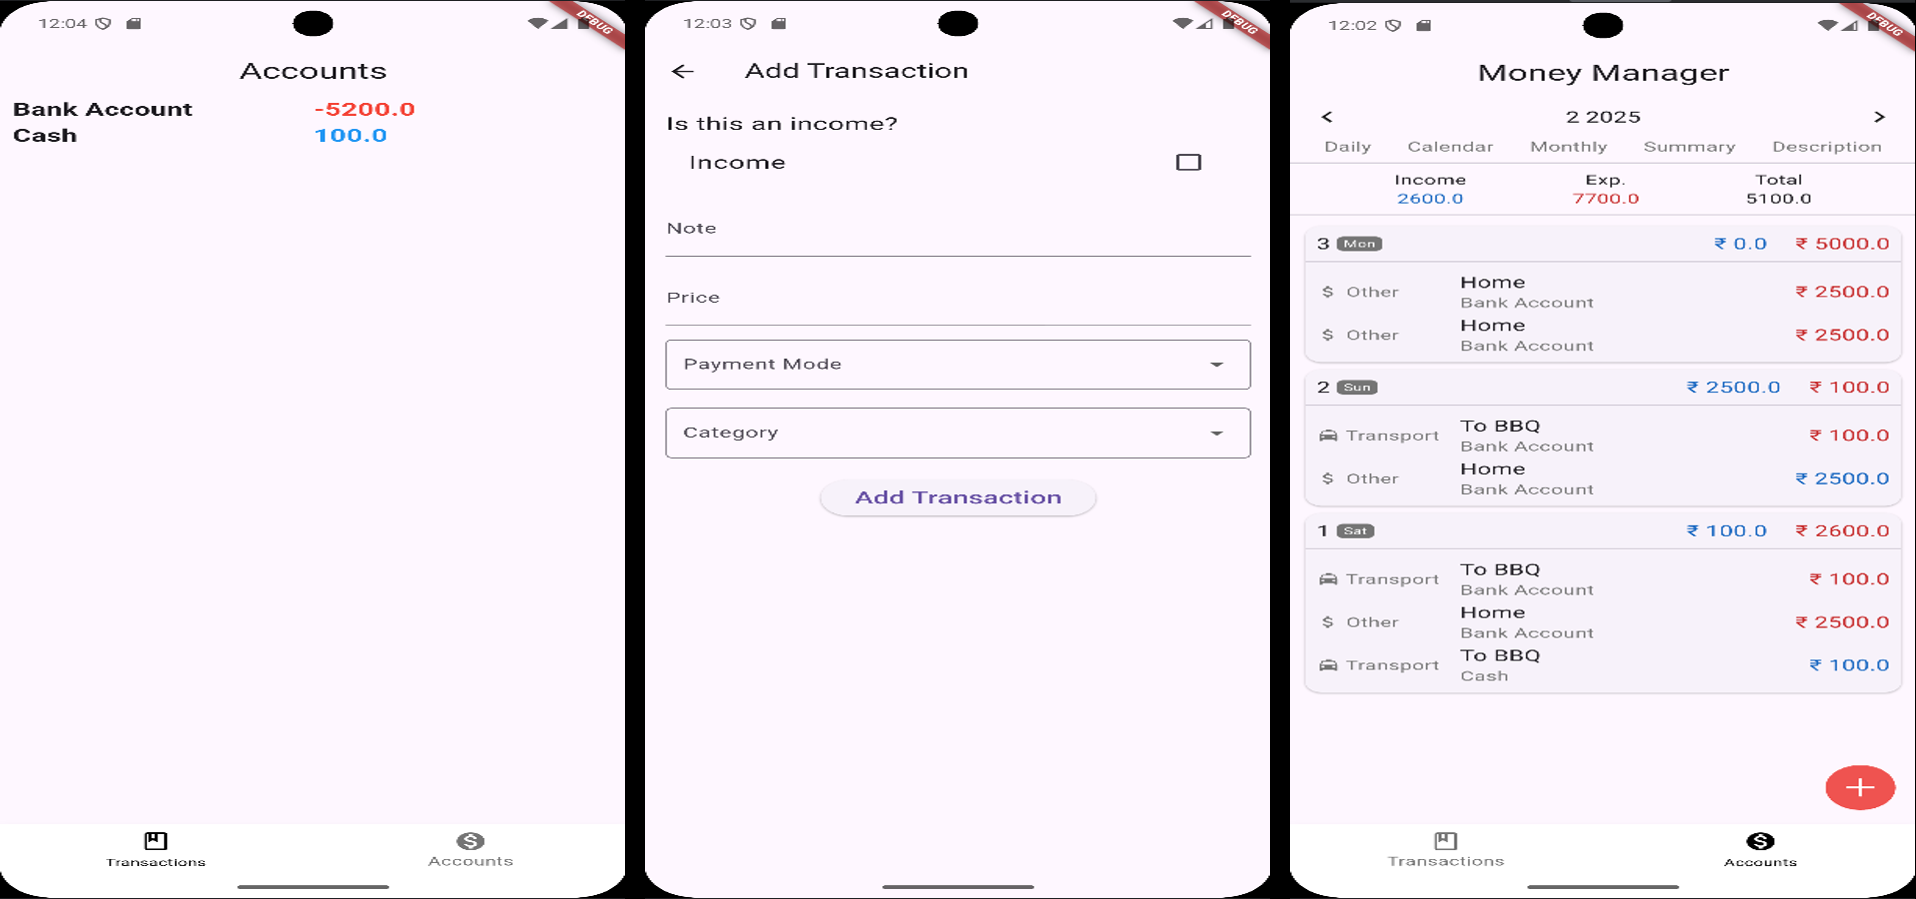 12:04
DEBUG
Accounts
Bank Account -5200.0
Cash 100.0
Transactions Accounts
12:03
DEBUG
Add Transaction
Is this an income?
Income
Note
Price
Payment Mode
Category
Add Transaction
12:02
DEBUG
Money Manager
< 2 2025 >
Daily Calendar Monthly Summary Description
Income Exp. Total
2600.0 7700.0 5100.0
3 Mon ₹ 0.0 ₹ 5000.0
$ Other Home ₹ 2500.0
Bank Account
$ Other Home ₹ 2500.0
Bank Account
2 Sun ₹ 2500.0 ₹ 100.0
Transport To BBQ ₹ 100.0
Bank Account
$ Other Home ₹ 2500.0
Bank Account
1 Sat ₹ 100.0 ₹ 2600.0
Transport To BBQ ₹ 100.0
Bank Account
$ Other Home ₹ 2500.0
Bank Account
Transport To BBQ ₹ 100.0
Cash
Transactions Accounts